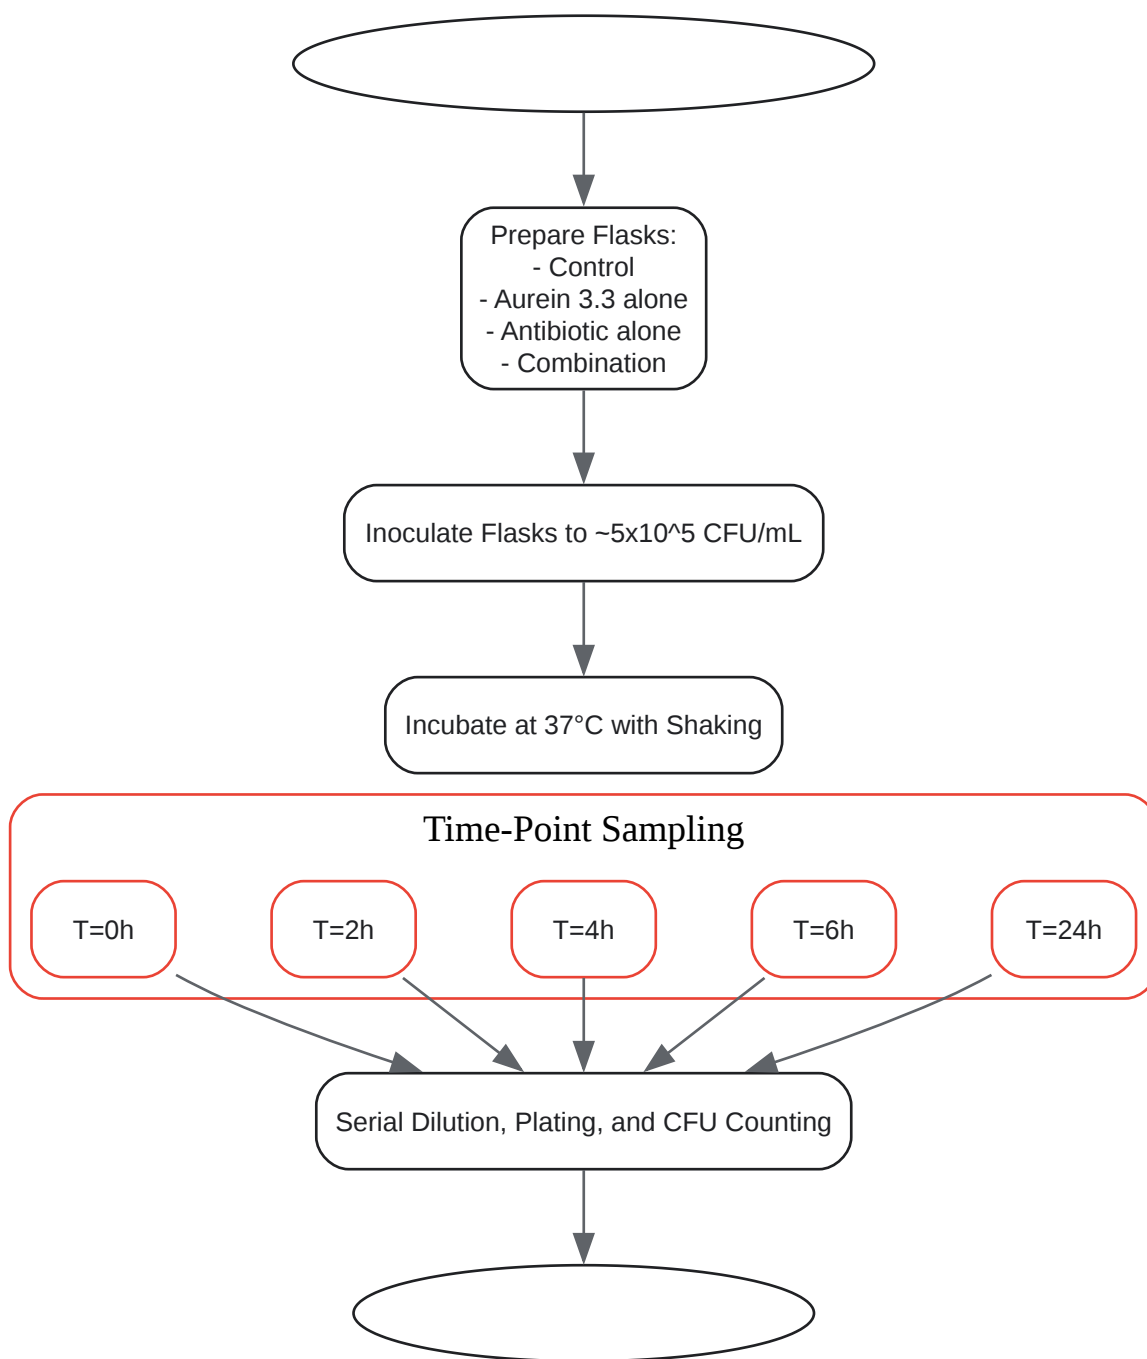 Prepare Flasks:
- Control
- Aurein 3.3 alone
- Antibiotic alone
- Combination
Inoculate Flasks to ~5x10^5 CFU/mL
Incubate at 37°C with Shaking
Time-Point Sampling
T=0h
T=2h
T=4h
T=6h
T=24h
Serial Dilution, Plating, and CFU Counting